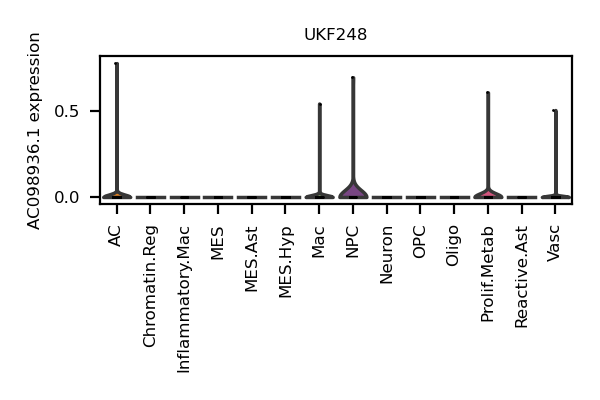 UKF248
AC098936.1 expression
0.5
0.0
AC
Chromatin.Reg
Inflammatory.Mac
MES
MES.Ast
MES.Hyp
Mac
NPC
Neuron
OPC
Oligo
Prolif.Metab
Reactive.Ast
Vasc